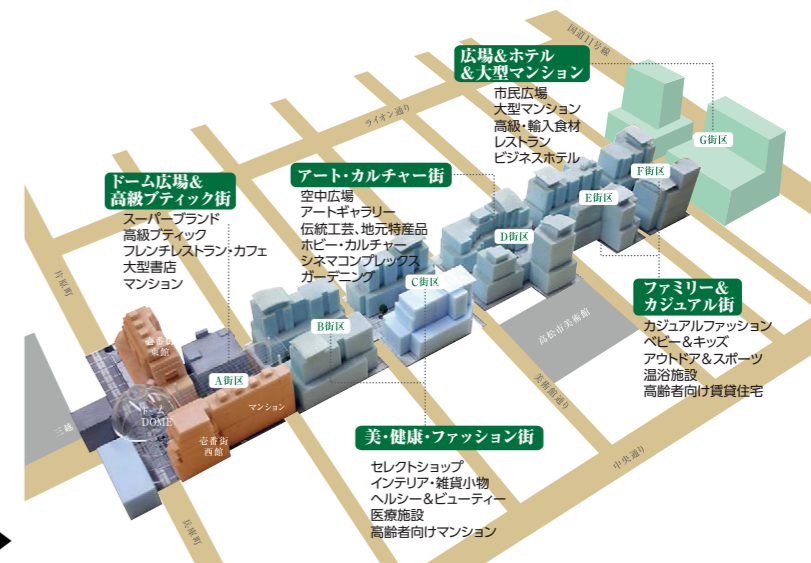 国道11号線
広場&ホテル
&大型マンション
市民広場
大型マンション
高級・輸入食材
レストラン
ビジネスホテル
G街区
ライオン通り
F街区
E街区
アート・カルチャー街
空中広場
アートギャラリー
伝統工芸、地元特産品
ホビー・カルチャー
シネマコンプレックス
ガーデニング
ドーム広場&
高級ブティック街
スーパーブランド
高級ブティック
フレンチレストラン・カフェ
大型書店
マンション
D街区
C街区
B街区
A街区
ファミリー&
カジュアル街
カジュアルファッション
ベビー&キッズ
アウトドア&スポーツ
温浴施設
高齢者向け賃貸住宅
片原町
壱番街
東館
高松市美術館
マンション
ドーム
DOME
三越
壱番街
西館
美術館通り
中央通り
美・健康・ファッション街
セレクトショップ
インテリア・雑貨小物
ヘルシー&ビューティー
医療施設
高齢者向けマンション
兵庫町